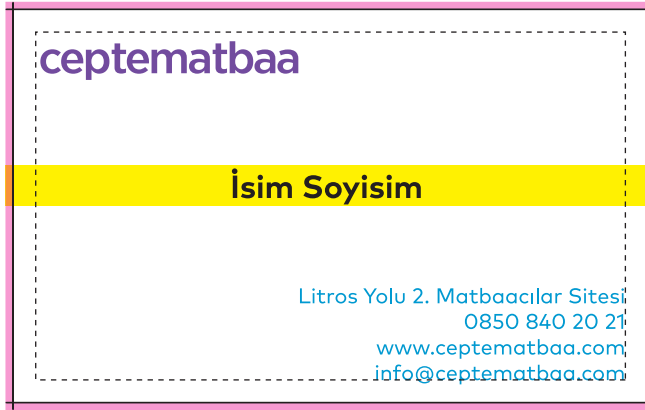 ceptematbaa
İsim Soyisim
Litros Yolu 2. Matbaacılar Sitesi
0850 840 20 21
www.ceptematbaa.com
info@ceptematbaa.com